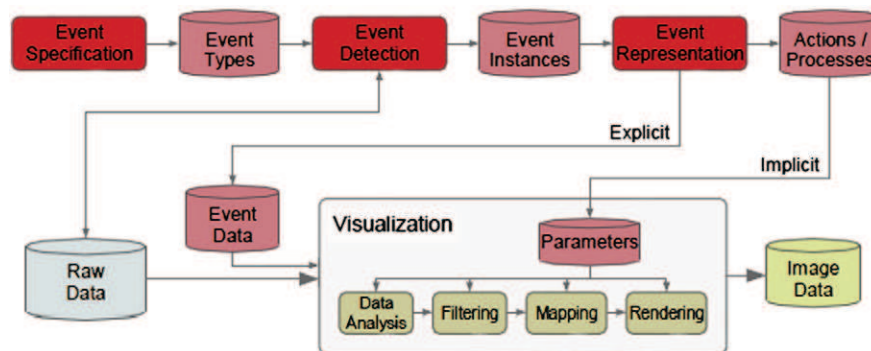 Event
Specification
Event
Types
Event
Detection
Event
Instances
Event
Representation
Actions /
Processes
Explicit
Implicit
Event
Data
Visualization
Parameters
Raw
Data
Data
Analysis
Filtering
Mapping
Rendering
Image
Data